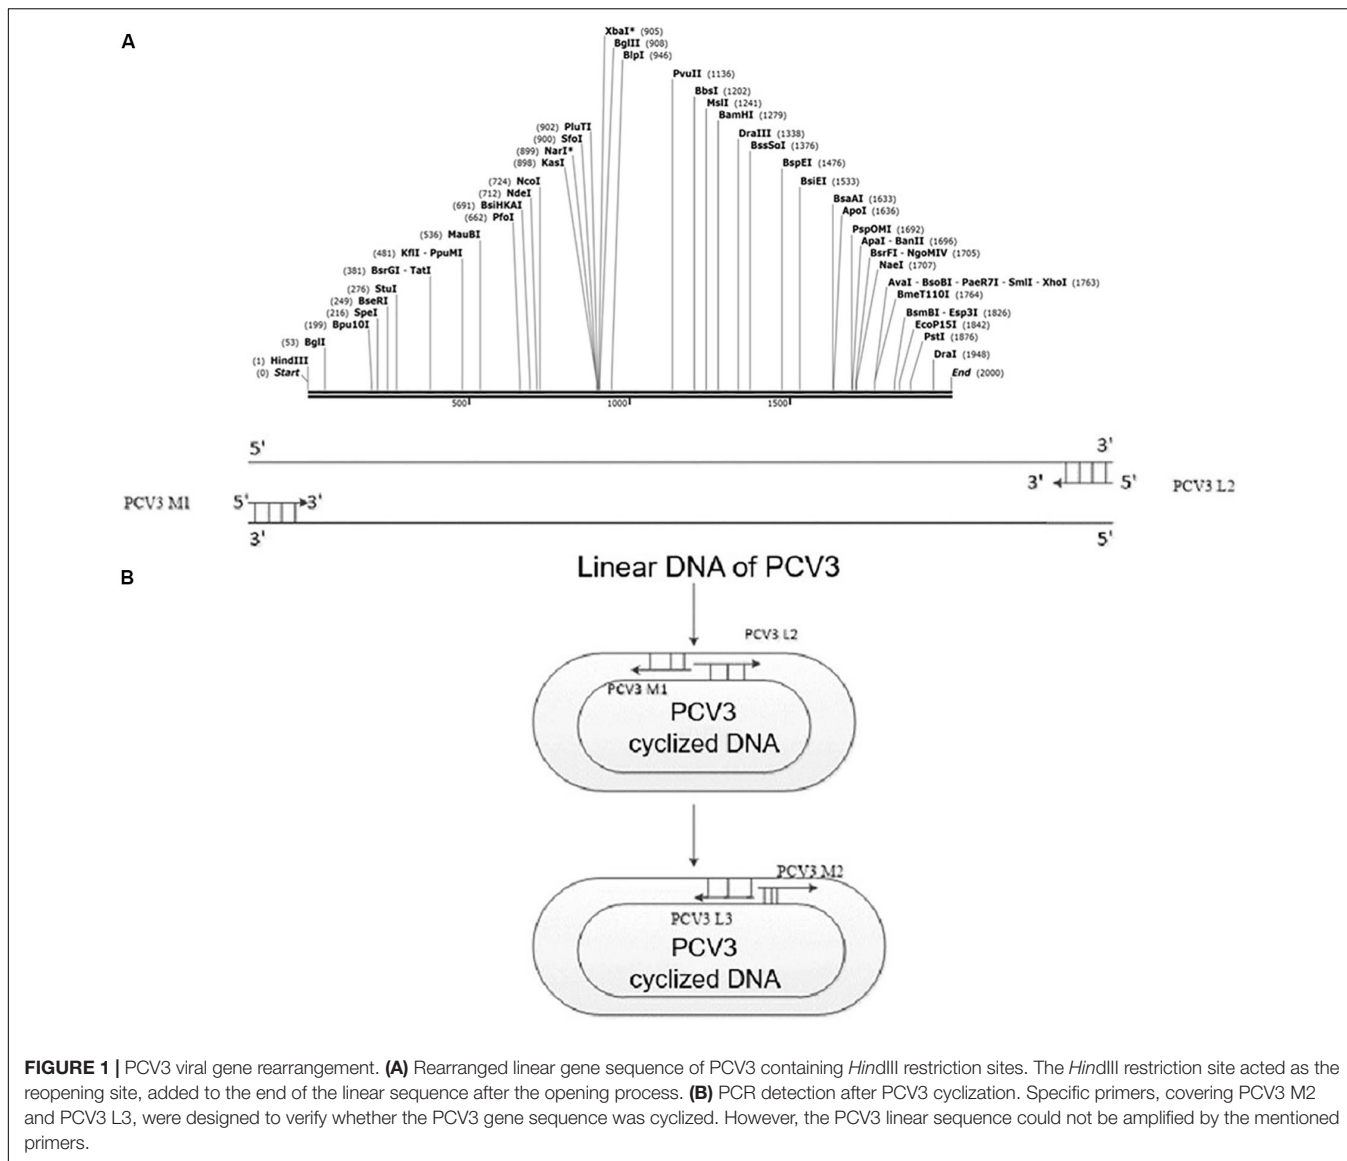 A
XbaI* (905)
BglII (908)
BlpI (946)
PvuII (1136)
BbsI (1202)
MslI (1241)
BamHI (1279)
(902) PluTI
(900) SfoI
(899) NarI*
(898) KasI
DraIII (1338)
BssSαI (1376)
BspEI (1476)
(724) NcoI
(712) NdeI
(691) BsiHKAI
(662) PfoI
BsiEI (1533)
BsaAI (1633)
ApoI (1636)
(536) MauBI
PspOMI (1692)
ApaI - BanII (1696)
(481) KflI - PpuMI
BsrFI - NgoMIV (1705)
NaeI (1707)
(381) BsrGI - TatI
AvaI - BsoBI - PaeR7I - SmlI - XhoI (1763)
(276) StuI
BmeT110I (1764)
(249) BseRI
(216) SpeI
BsmBI - Esp3I (1826)
(199) Bpu10I
EcoP15I (1842)
(53) BglI
PstI (1876)
(1) HindIII
DraI (1948)
(0) Start
End (2000)
500 1000 1500
5' 3'
3' 5' PCV3 L2
PCV3 M1 5' 3'
3' 5'
B
Linear DNA of PCV3
PCV3 L2
PCV3 M1
PCV3
cyclized DNA
PCV3 M2
PCV3 L3
PCV3
cyclized DNA
FIGURE 1 | PCV3 viral gene rearrangement. (A) Rearranged linear gene sequence of PCV3 containing HindIII restriction sites. The HindIII restriction site acted as the
reopening site, added to the end of the linear sequence after the opening process. (B) PCR detection after PCV3 cyclization. Specific primers, covering PCV3 M2
and PCV3 L3, were designed to verify whether the PCV3 gene sequence was cyclized. However, the PCV3 linear sequence could not be amplified by the mentioned
primers.